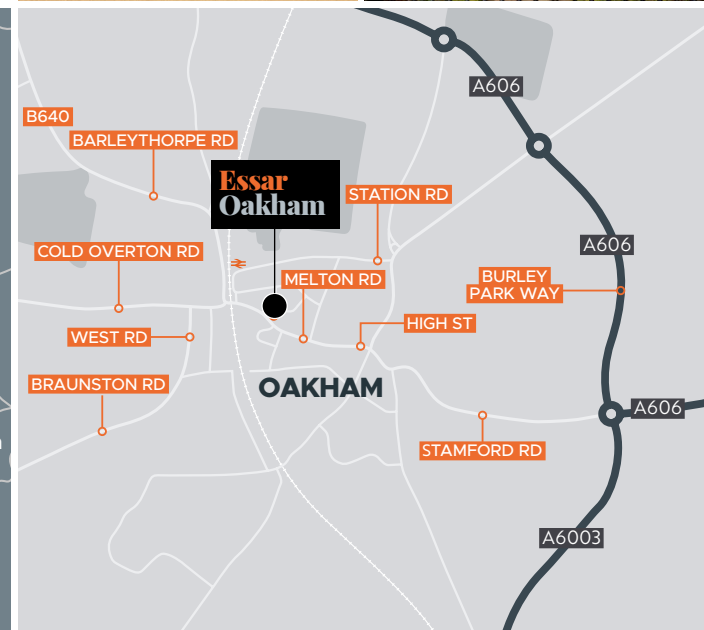 A606
B640
BARLEYTHORPE RD
Essar
Oakham
STATION RD
COLD OVERTON RD
A606
MELTON RD
BURLEY
PARK WAY
HIGH ST
WEST RD
BRAUNSTON RD
OAKHAM
A606
STAMFORD RD
A6003